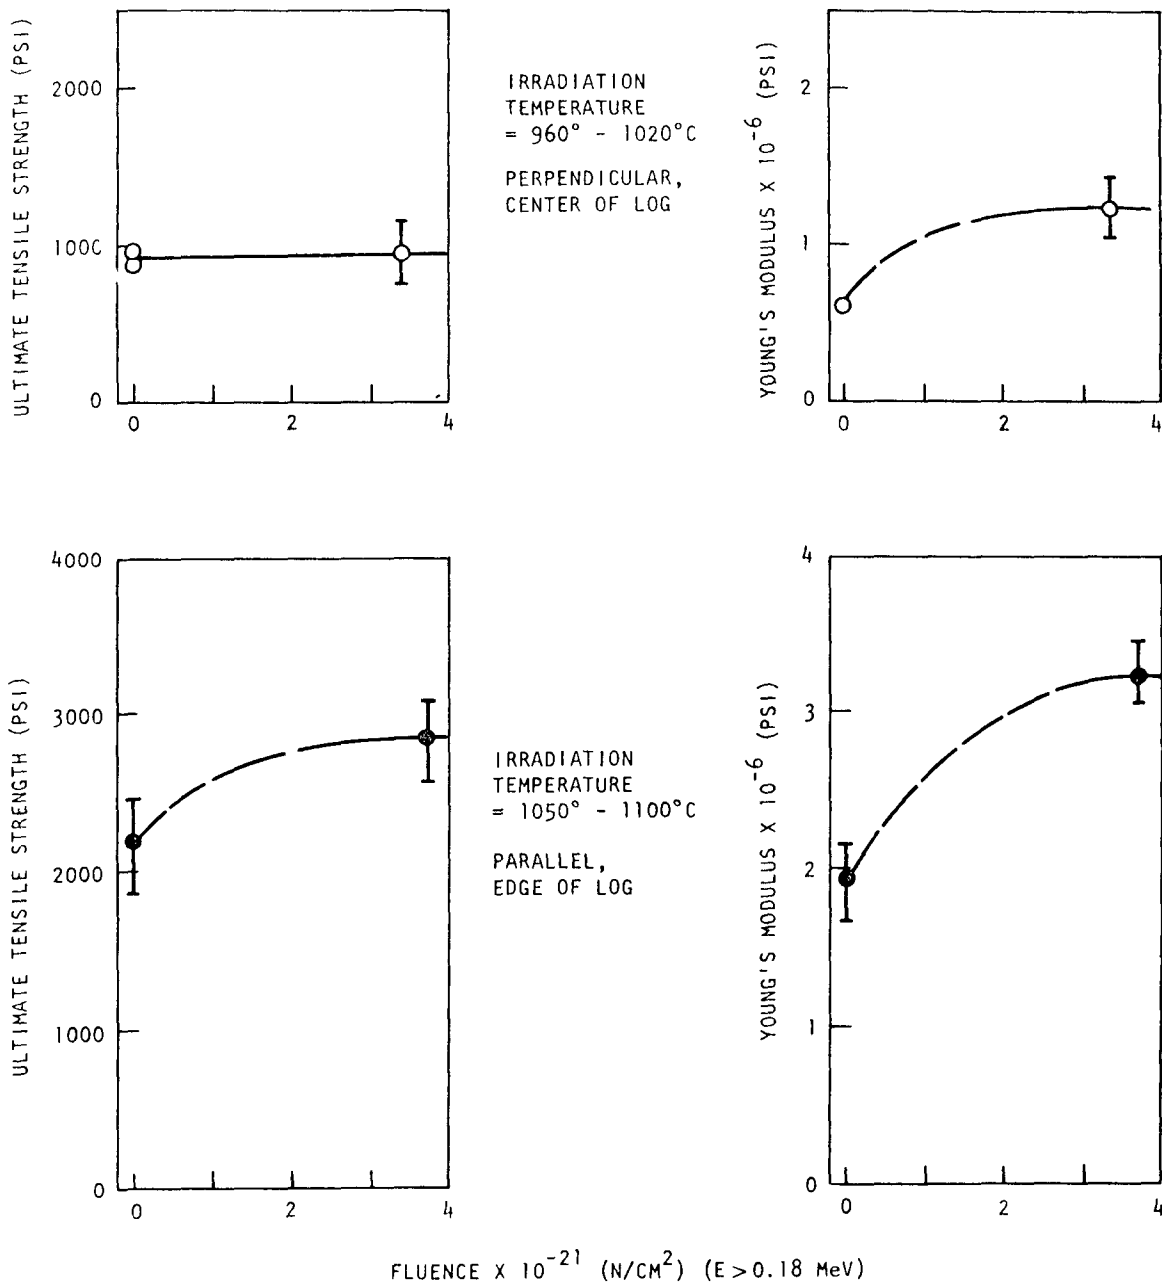 ULTIMATE TENSILE STRENGTH (PSI)
2000
100C
0
0 2 4
IRRADIATION
TEMPERATURE
= 960° - 1020°C
PERPENDICULAR,
CENTER OF LOG
YOUNG'S MODULUS X 10⁻⁶ (PSI)
2
1
0
0 2 4
ULTIMATE TENSILE STRENGTH (PSI)
4000
3000
2000
1000
0
0 2 4
IRRADIATION
TEMPERATURE
= 1050° - 1100°C
PARALLEL,
EDGE OF LOG
YOUNG'S MODULUS X 10⁻⁶ (PSI)
4
3
2
1
0
0 2 4
FLUENCE X 10⁻²¹ (N/CM²) (E > 0.18 MeV)